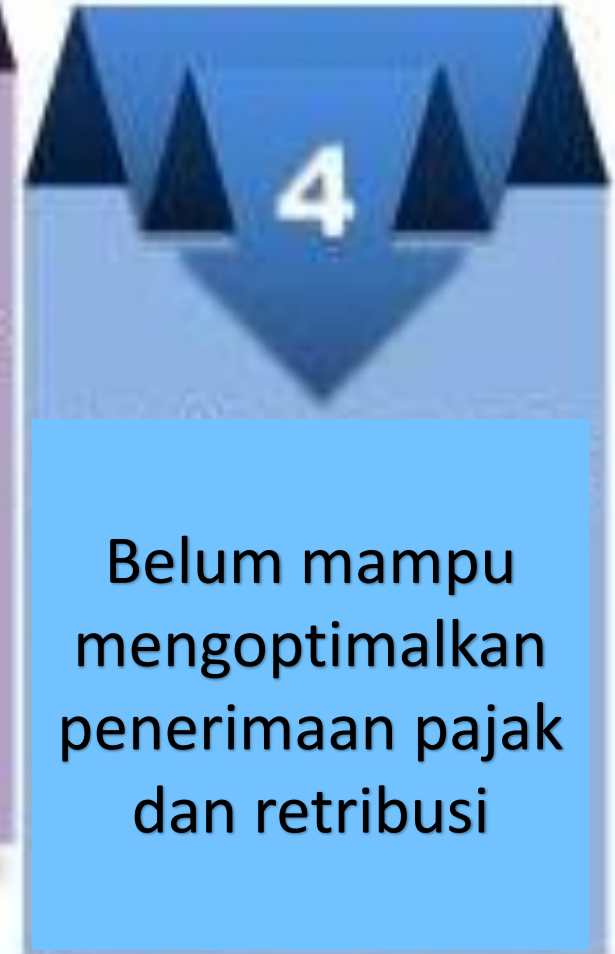 4
Belum mampu
mengoptimalkan
penerimaan pajak
dan retribusi